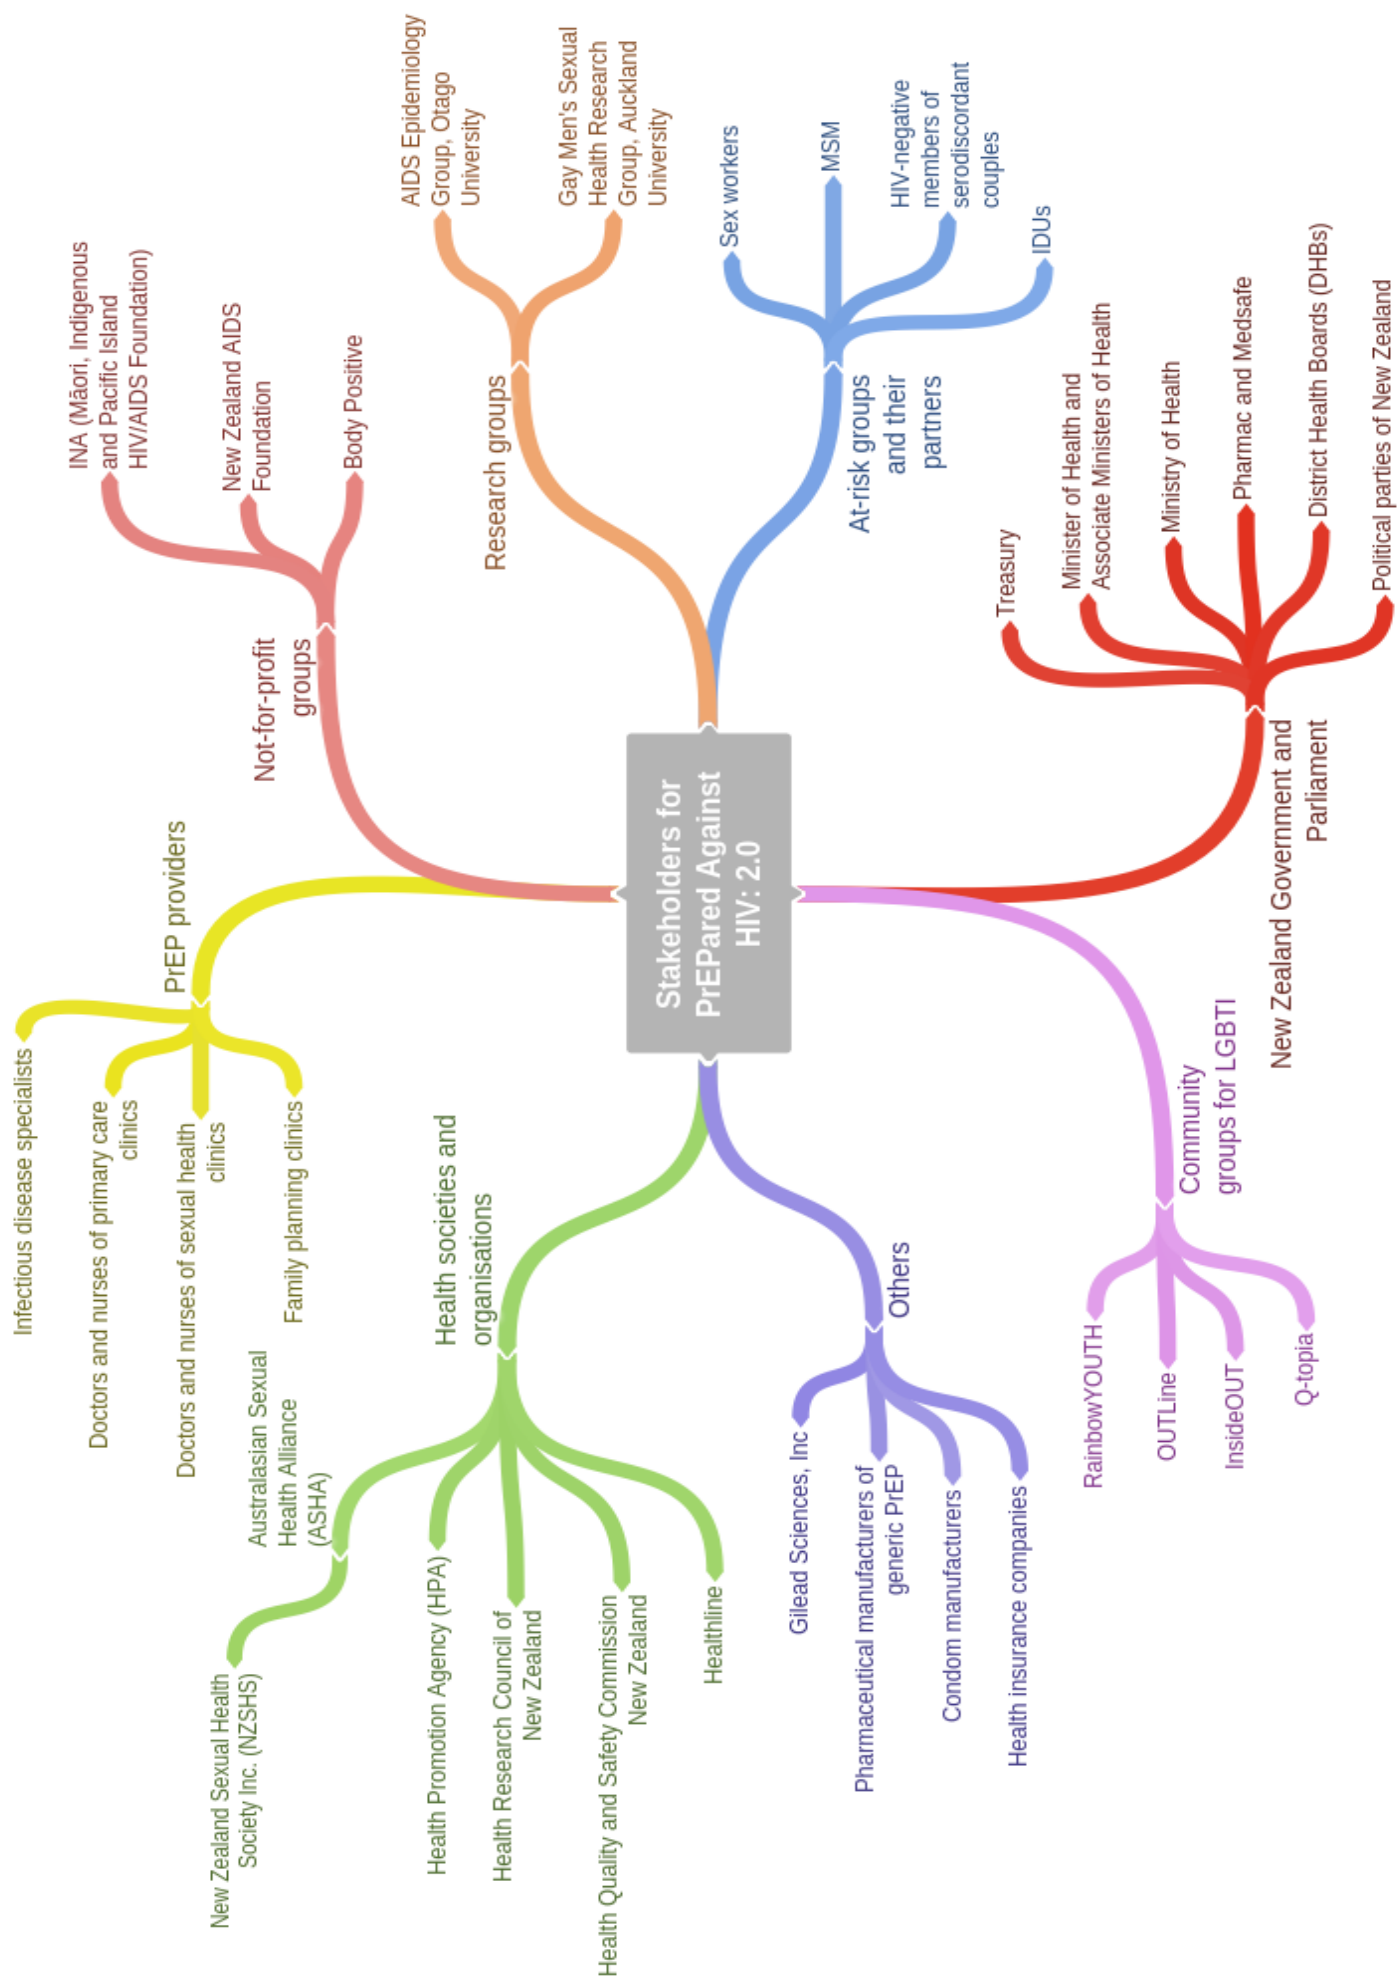 Stakeholders for
PrEPared Against
HIV: 2.0
PrEP providers
Infectious disease specialists
Doctors and nurses of primary care
clinics
Doctors and nurses of sexual health
clinics
Family planning clinics
Not-for-profit
groups
INA (Māori, Indigenous
and Pacific Island
HIV/AIDS Foundation)
New Zealand AIDS
Foundation
Body Positive
Research groups
AIDS Epidemiology
Group, Otago
University
Gay Men's Sexual
Health Research
Group, Auckland
University
At-risk groups
and their
partners
Sex workers
MSM
HIV-negative
members of
serodiscordant
couples
IDUs
New Zealand Government and
Parliament
Treasury
Minister of Health and
Associate Ministers of Health
Ministry of Health
Pharmac and Medsafe
District Health Boards (DHBs)
Political parties of New Zealand
Community
groups for LGBTI
RainbowYOUTH
OUTLine
InsideOUT
Q-topia
Others
Gilead Sciences, Inc
Pharmaceutical manufacturers of
generic PrEP
Condom manufacturers
Health insurance companies
Health societies and
organisations
Australasian Sexual
Health Alliance
(ASHA)
New Zealand Sexual Health
Society Inc. (NZSHS)
Health Promotion Agency (HPA)
Health Research Council of
New Zealand
Health Quality and Safety Commission
New Zealand
Healthline